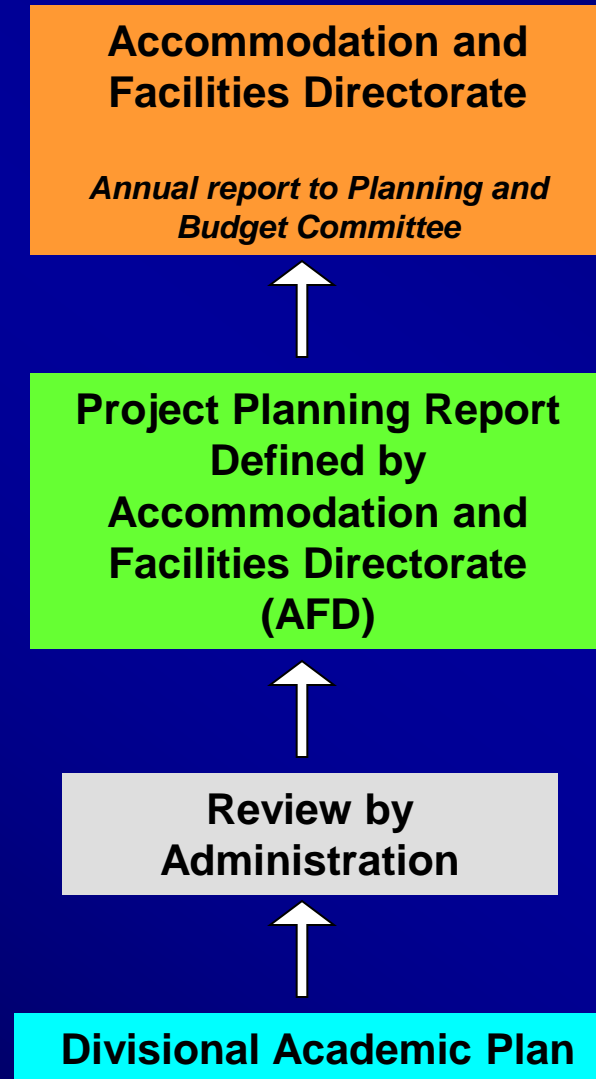 Accommodation and
Facilities Directorate
Annual report to Planning and
Budget Committee
Project Planning Report
Defined by
Accommodation and
Facilities Directorate
(AFD)
Review by
Administration
Divisional Academic Plan